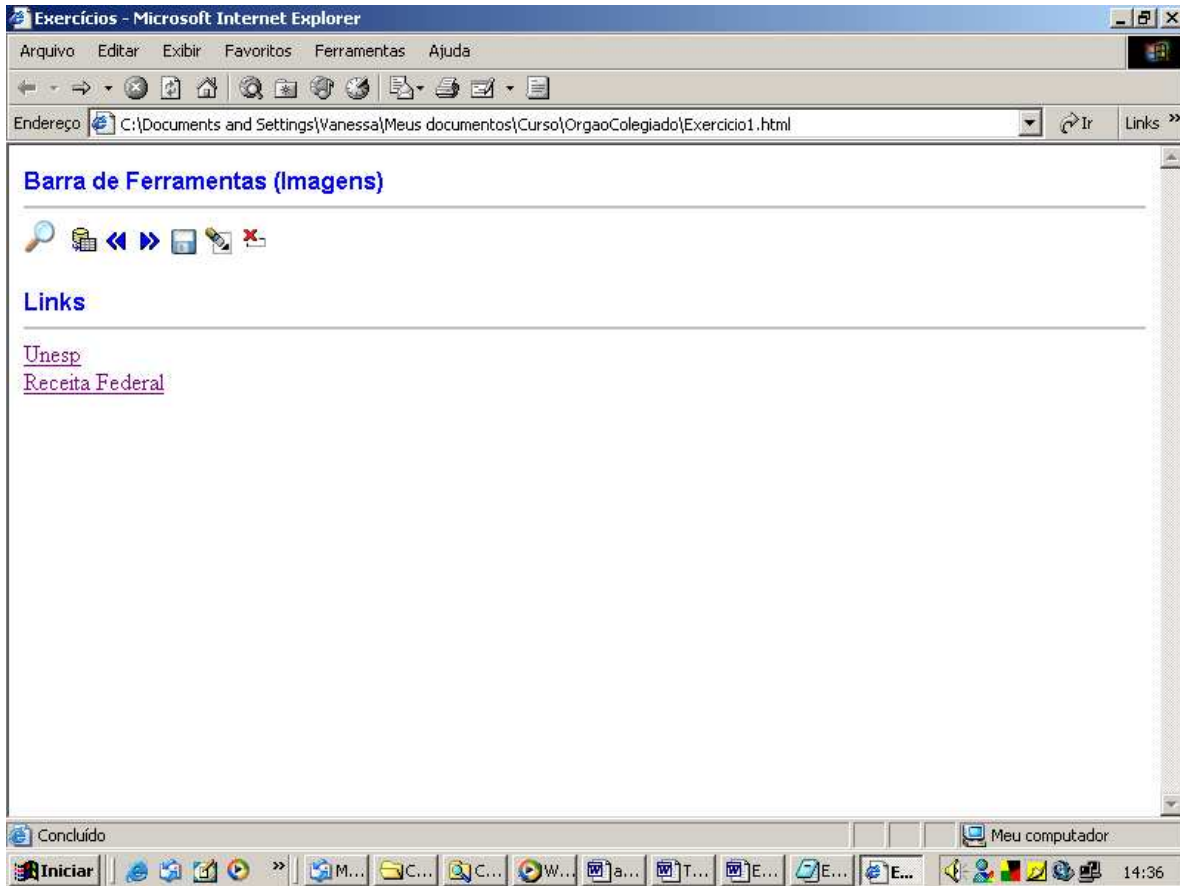 Exercícios - Microsoft Internet Explorer
Arquivo Editar Exibir Favoritos Ferramentas Ajuda
Endereço C:\Documents and Settings\Vanessa\Meus documentos\Curso\OrgaoColegiado\Exercicio1.html Ir Links »
Barra de Ferramentas (Imagens)
Links
Unesp
Receita Federal
Concluído Meu computador
Iniciar » M... C... C... W... a... T... E... E... E... 14:36